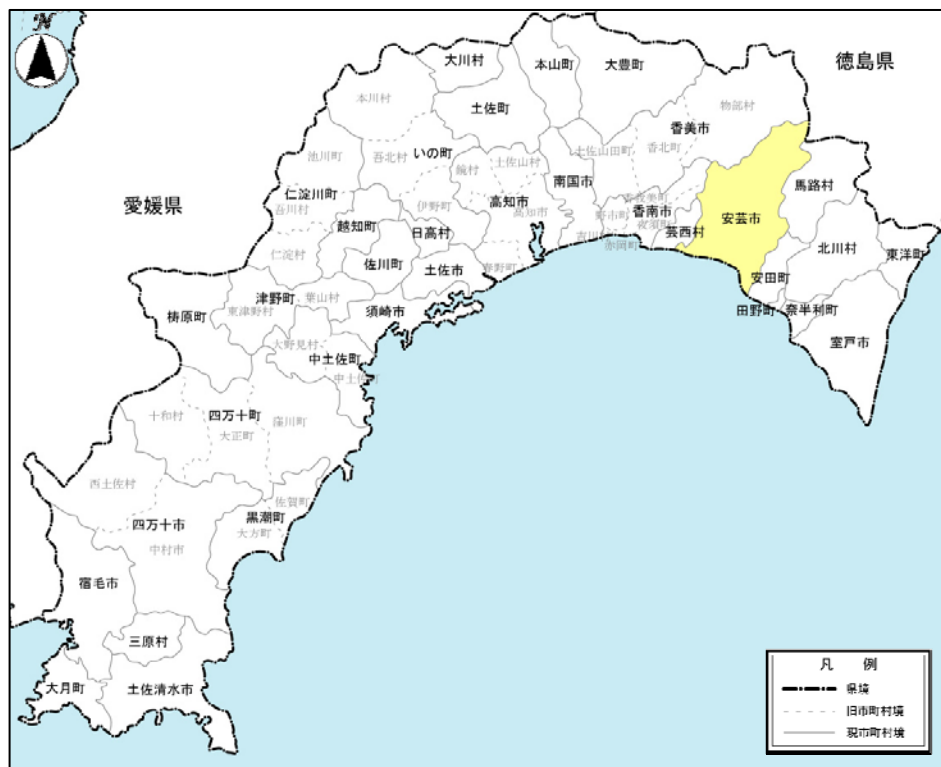 N
徳島県
愛媛県
大川村
本山町
大豊町
本川村
土佐町
物部村
香美市
池川町
吾北村
いの町
鏡村
土佐山村
土佐山田町
香北町
仁淀川町
伊野町
高知市
高知市
南国市
野市町
香我美町
香南市
夜須町
吉川村
赤岡町
芸西村
安芸市
馬路村
吾川村
越知町
日高村
仁淀村
佐川町
土佐市
春野町
北川村
東洋町
安田町
田野町
奈半利町
室戸市
梼原町
津野町
葉山村
東津野村
須崎市
大野見村
中土佐町
中土佐町
十和村
四万十町
大正町
窪川町
西土佐村
佐賀町
四万十市
黒潮町
中村市
大方町
宿毛市
三原村
大月町
土佐清水市
凡 例
県境
旧市町村境
現市町村境